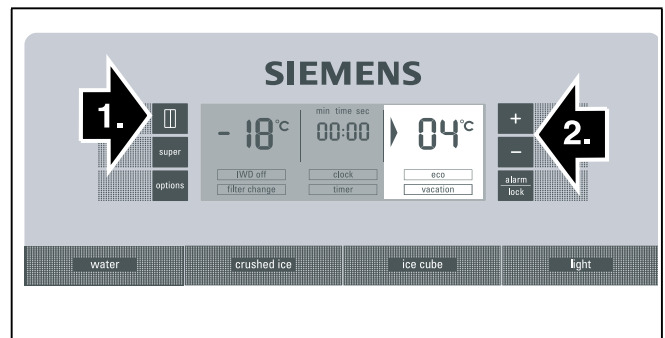 SIEMENS
1.
super
options
- 18°C
min time sec
00:00
04°C
IWD off
clock
eco
filter change
timer
vacation
+
-
2.
alarm
lock
water
crushed ice
ice cube
light